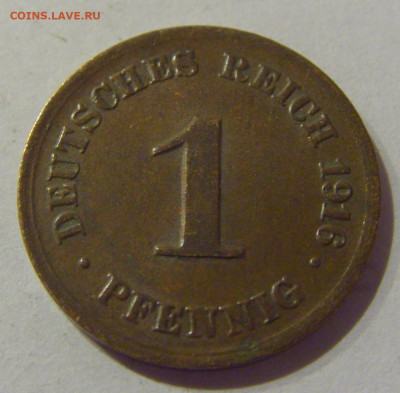 COINS.LAVE.RU
DEUTSCHES REICH 1916
1
• PFENNIG •